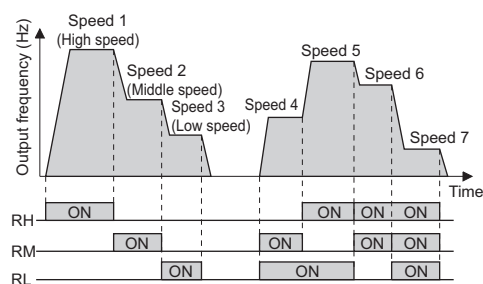 Output frequency (Hz)
Speed 1
(High speed)
Speed 2
(Middle speed)
Speed 3
(Low speed)
Speed 4
Speed 5
Speed 6
Speed 7
Time
RH ON ON ON ON
RM ON ON ON ON
RL ON ON ON